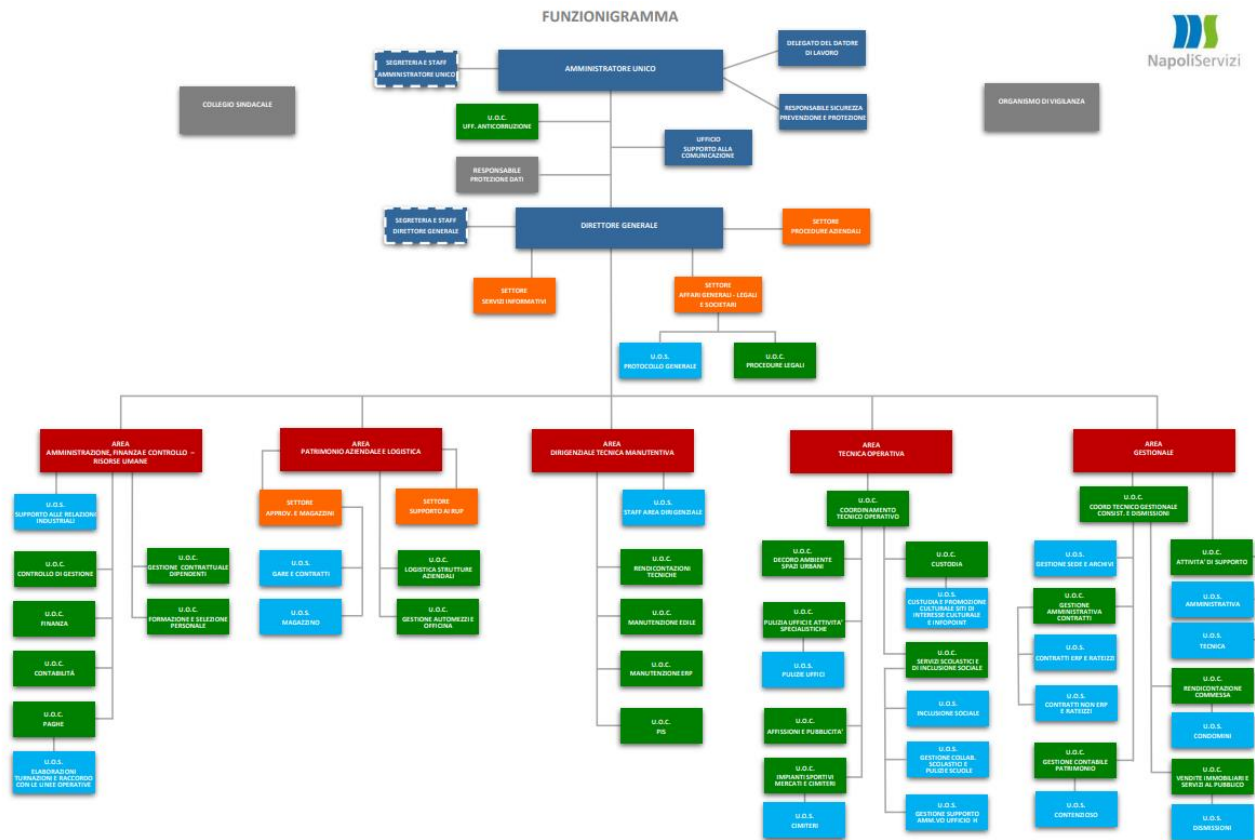 FUNZIONIGRAMMA
NapoliServizi
SEGRETERIA E STAFF
AMMINISTRATORE UNICO
AMMINISTRATORE UNICO
DELEGATO DEL DATORE
DI LAVORO
COLLEGIO SINDACALE
U.O.C.
UFF. ANTICORRUZIONE
RESPONSABILE SICUREZZA
PREVENZIONE E PROTEZIONE
ORGANISMO DI VIGILANZA
UFFICIO
SUPPORTO ALLA
COMUNICAZIONE
RESPONSABILE
PROTEZIONE DATI
SEGRETERIA E STAFF
DIRETTORE GENERALE
DIRETTORE GENERALE
SETTORE
PROCEDURE AZIENDALI
SETTORE
SERVIZI INFORMATIVI
SETTORE
AFFARI GENERALI - LEGALI
E SOCIETARI
U.O.S.
PROTOCOLLO GENERALE
U.O.C.
PROCEDURE LEGALI
AREA
AMMINISTRAZIONE, FINANZA E CONTROLLO –
RISORSE UMANE
U.O.S.
SUPPORTO ALLE RELAZIONI
INDUSTRIALI
U.O.C.
CONTROLLO DI GESTIONE
U.O.C.
GESTIONE CONTRATTUALE
DIPENDENTI
U.O.C.
FINANZA
U.O.C.
FORMAZIONE E SELEZIONE
PERSONALE
U.O.C.
CONTABILITÀ
U.O.C.
PAGHE
U.O.S.
ELABORAZIONI
TURNAZIONI E RACCORDO
CON LE LINEE OPERATIVE
AREA
PATRIMONIO AZIENDALE E LOGISTICA
SETTORE
APPROV. E MAGAZZINI
SETTORE
SUPPORTO AI RUP
U.O.S.
GARE E CONTRATTI
U.O.C.
LOGISTICA STRUTTURE
AZIENDALI
U.O.S.
MAGAZZINO
U.O.C.
GESTIONE AUTOMEZZI E
OFFICINA
AREA
DIRIGENZIALE TECNICA MANUTENTIVA
U.O.S.
STAFF AREA DIRIGENZIALE
U.O.C.
RENDICONTAZIONI
TECNICHE
U.O.C.
MANUTENZIONE EDILE
U.O.C.
MANUTENZIONE ERP
U.O.C.
PIS
AREA
TECNICA OPERATIVA
U.O.C.
COORDINAMENTO
TECNICO OPERATIVO
U.O.C.
DECORO AMBIENTE
SPAZI URBANI
U.O.C.
CUSTODIA
U.O.S.
CUSTUDIA E PROMOZIONE
CULTURALE SITI DI
INTERESSE CULTURALE
E INFOPOINT
U.O.C.
PULIZIA UFFICI E ATTIVITA'
SPECIALISTICHE
U.O.S.
PULIZIE UFFICI
U.O.C.
SERVIZI SCOLASTICI E
DI INCLUSIONE SOCIALE
U.O.S.
INCLUSIONE SOCIALE
U.O.C.
AFFISSIONI E PUBBLICITA'
U.O.S.
GESTIONE COLLAB.
SCOLASTICI E
PULIZIE SCUOLE
U.O.C.
IMPIANTI SPORTIVI
MERCATI E CIMITERI
U.O.S.
CIMITERI
U.O.S.
GESTIONE SUPPORTO
AMM.VO UFFICIO H
AREA
GESTIONALE
U.O.C.
COORD TECNICO GESTIONALE
CONSIST. E DISMISSIONI
U.O.S.
GESTIONE SEDE E ARCHIVI
U.O.C.
ATTIVITA' DI SUPPORTO
U.O.C.
GESTIONE
AMMINISTRATIVA
CONTRATTI
U.O.S.
AMMINISTRATIVA
U.O.S.
CONTRATTI ERP E RATEIZZI
U.O.S.
TECNICA
U.O.S.
CONTRATTI NON ERP
E RATEIZZI
U.O.C.
RENDICONTAZIONE
COMMESSA
U.O.S.
CONDOMINI
U.O.C.
GESTIONE CONTABILE
PATRIMONIO
U.O.S.
CONTENZIOSO
U.O.C.
VENDITE IMMOBILIARI E
SERVIZI AL PUBBLICO
U.O.S.
DISMISSIONI